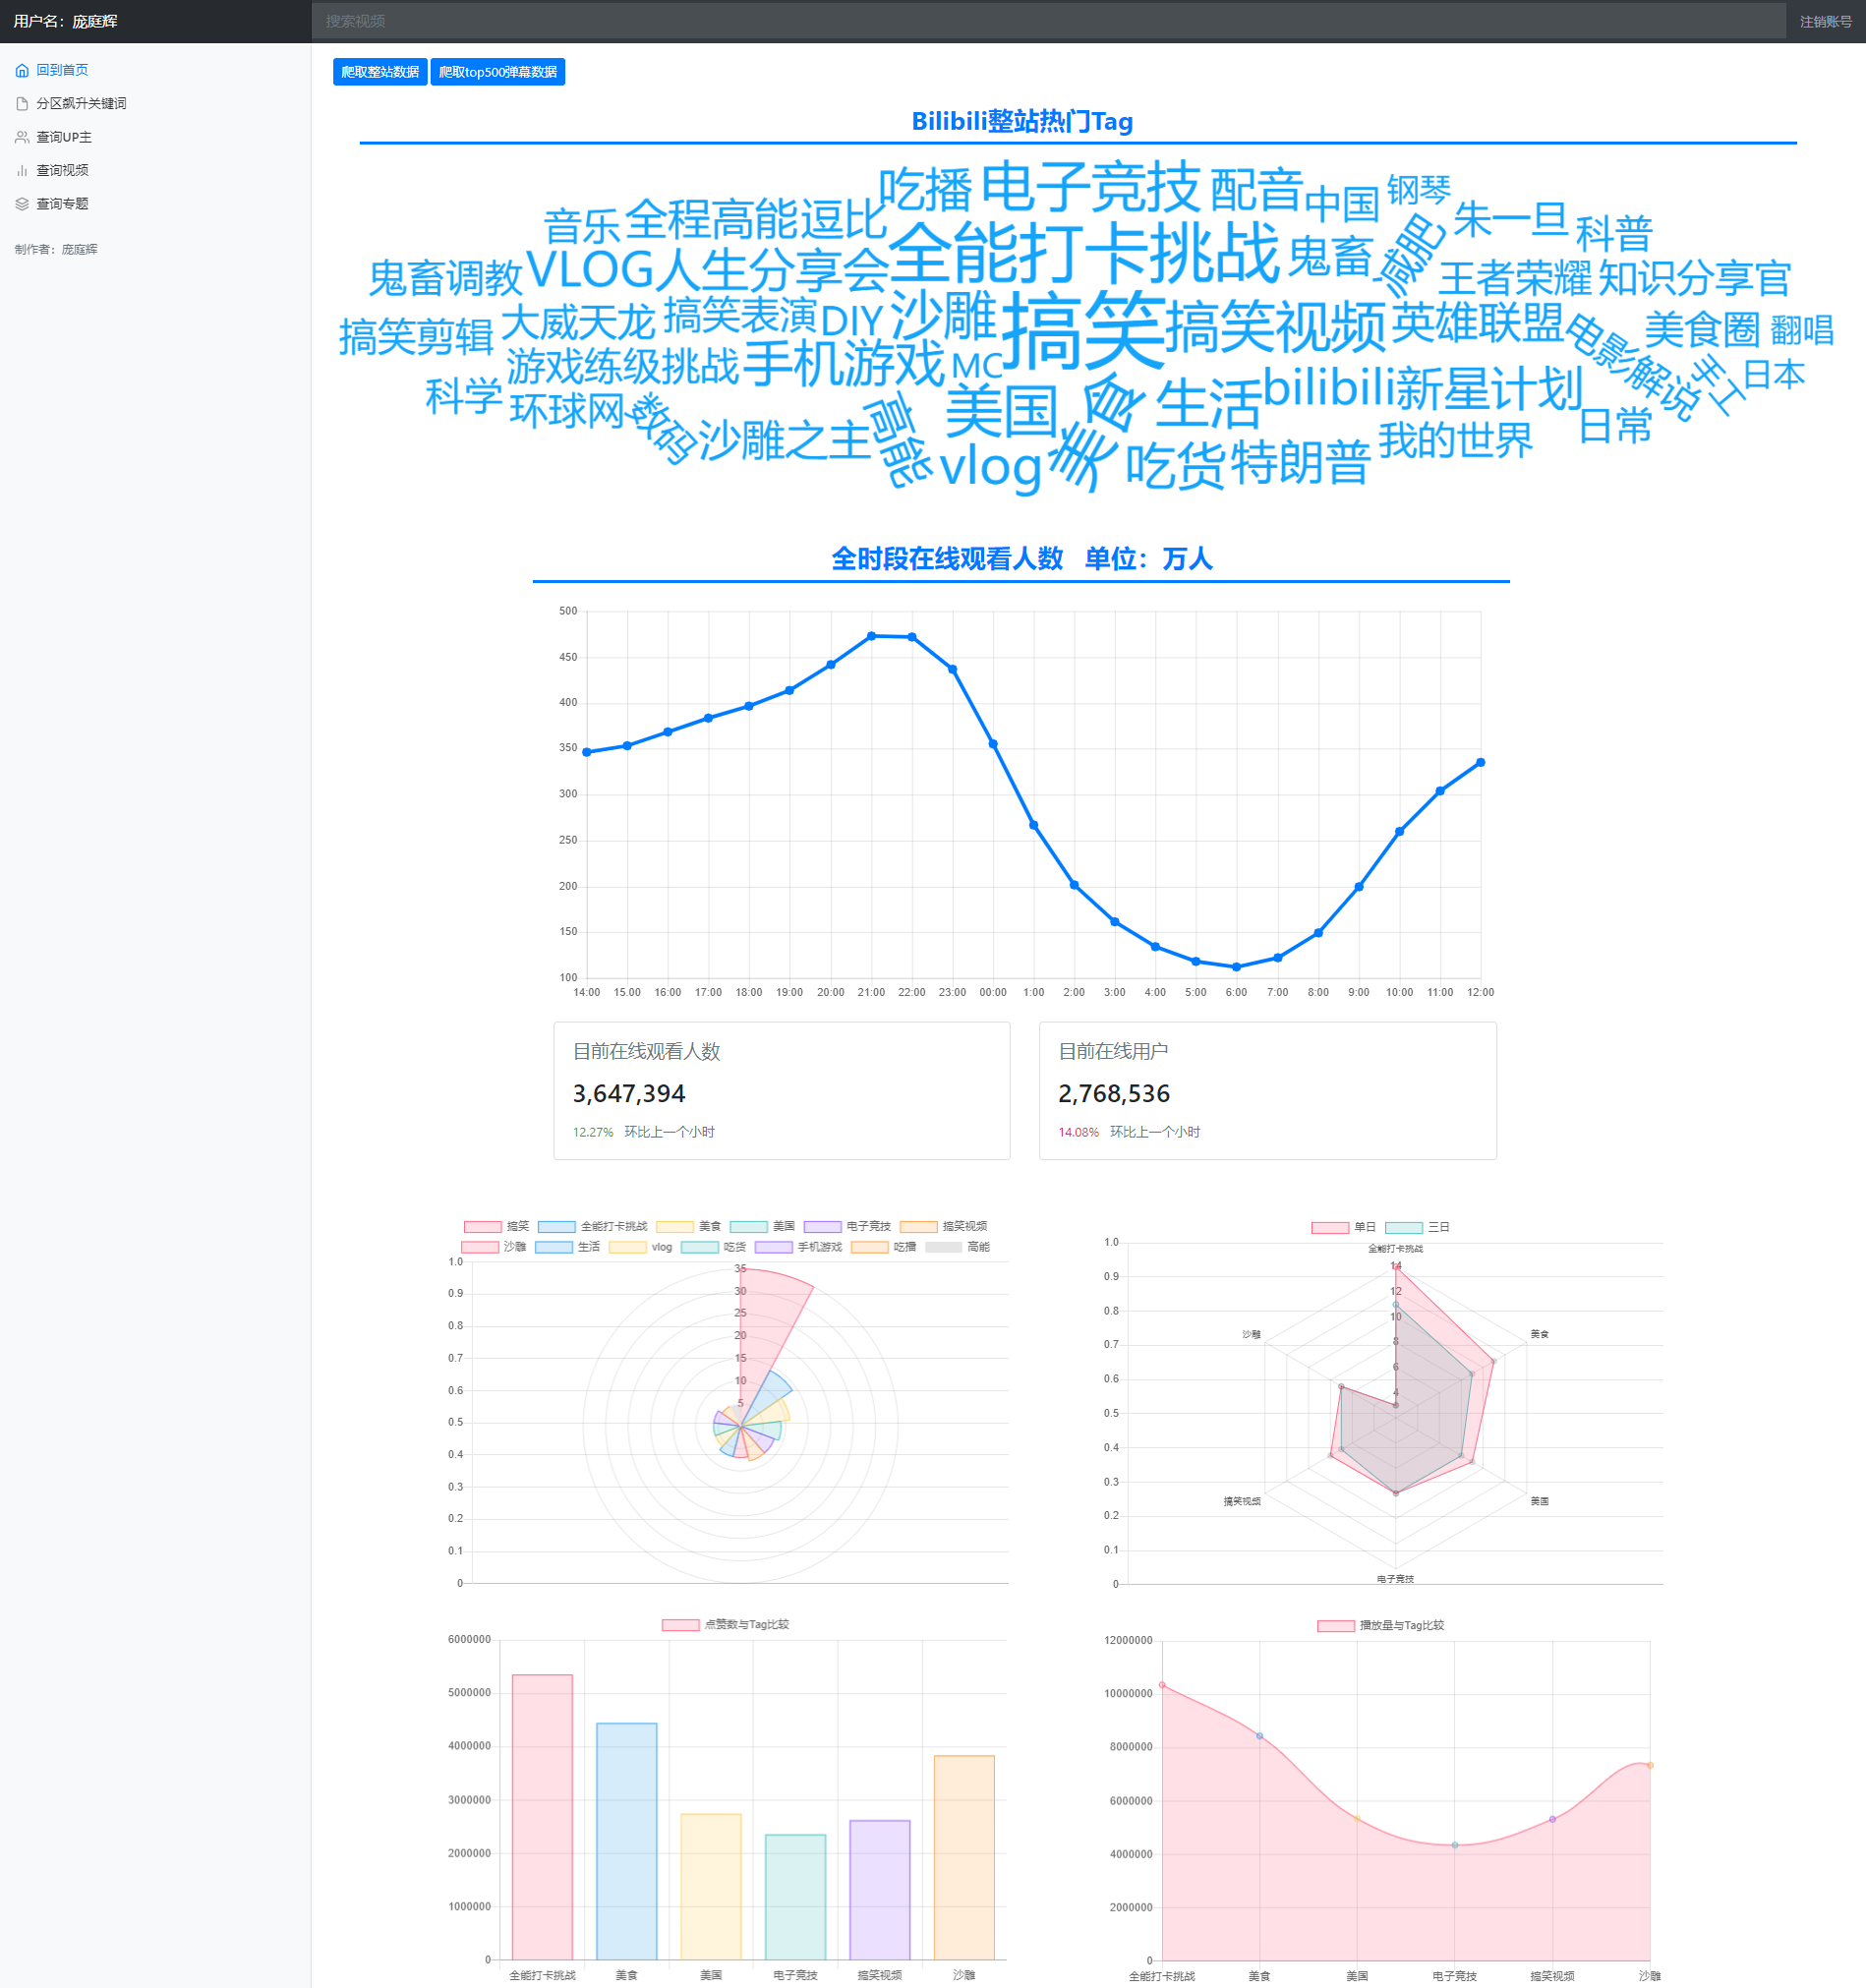 用户名：庞庭辉
搜索视频
注销账号
回到首页
分区飙升关键词
查询UP主
查询视频
查询专题
制作者：庞庭辉
爬取整站数据 爬取top500弹幕数据
Bilibili整站热门Tag
吃播 电子竞技 配音 中国 钢琴
音乐 全程高能 逗比 朱一旦 科普
全能打卡挑战 鬼畜 减肥
鬼畜调教 VLOG人生分享会 王者荣耀 知识分享官
搞笑剪辑 大威天龙 搞笑表演 DIY 沙雕 搞笑 搞笑视频 英雄联盟 电影解说 美食圈 翻唱
游戏练级挑战 手机游戏 MC 手工 日本
科学 环球网 数码 沙雕之主 高能 美国 美食 生活 bilibili新星计划 日常
vlog 吃货 特朗普 我的世界
全时段在线观看人数 单位：万人
500
450
400
350
300
250
200
150
100
14:00 15:00 16:00 17:00 18:00 19:00 20:00 21:00 22:00 23:00 00:00 1:00 2:00 3:00 4:00 5:00 6:00 7:00 8:00 9:00 10:00 11:00 12:00
目前在线观看人数
3,647,394
12.27% 环比上一个小时
目前在线用户
2,768,536
14.08% 环比上一个小时
搞笑 全能打卡挑战 美食 美国 电子竞技 搞笑视频
沙雕 生活 vlog 吃货 手机游戏 吃播 高能
1.0
0.9
0.8
0.7
0.6
0.5
0.4
0.3
0.2
0.1
0
35
30
25
20
15
10
5
单日 三日
1.0
0.9
0.8
0.7
0.6
0.5
0.4
0.3
0.2
0.1
0
全能打卡挑战
14
12
10
8
6
4
沙雕
美食
搞笑视频
美国
电子竞技
点赞数与Tag比较
6000000
5000000
4000000
3000000
2000000
1000000
0
全能打卡挑战 美食 美国 电子竞技 搞笑视频 沙雕
播放量与Tag比较
12000000
10000000
8000000
6000000
4000000
2000000
0
全能打卡挑战 美食 美国 电子竞技 搞笑视频 沙雕